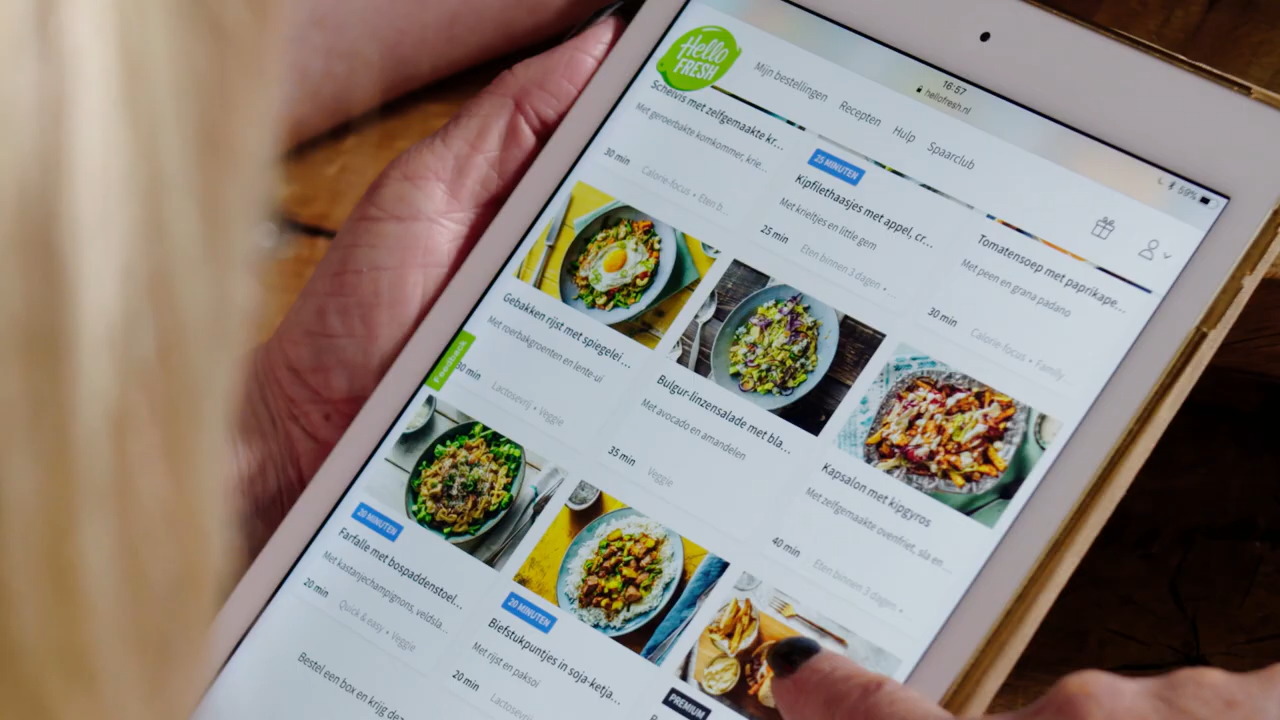 Hello
FRESH
Mijn bestellingen
Recepten
Hulp
Spaarclub
16:57
hellofresh.nl
59%
Schelvis met zelfgemaakte kr...
Met geroerbakte komkommer, krie...
30 min
Calorie-focus • Eten b...
25 MINUTEN
Kipfilethaasjes met appel, cr...
Met krieltjes en little gem
25 min
Eten binnen 3 dagen • ...
Tomatensoep met paprikape...
Met peen en grana padano
30 min
Calorie-focus • Family...
Gebakken rijst met spiegelei...
Met roerbakgroenten en lente-ui
30 min
Lactosevrij • Veggie
Feedback
Bulgur-linzensalade met bla...
Met avocado en amandelen
35 min
Veggie
Kapsalon met kipgyros
Met zelfgemaakte ovenfriet, sla en...
40 min
Eten binnen 3 dagen •
20 MINUTEN
Farfalle met bospaddenstoel...
Met kastanjechampignons, veldsla...
20 min
Quick & easy • Veggie
20 MINUTEN
Biefstukpuntjes in soja-ketja...
Met rijst en paksoi
20 min
Lactosevrij
PREMIUM
Bestel een box en krijg dez